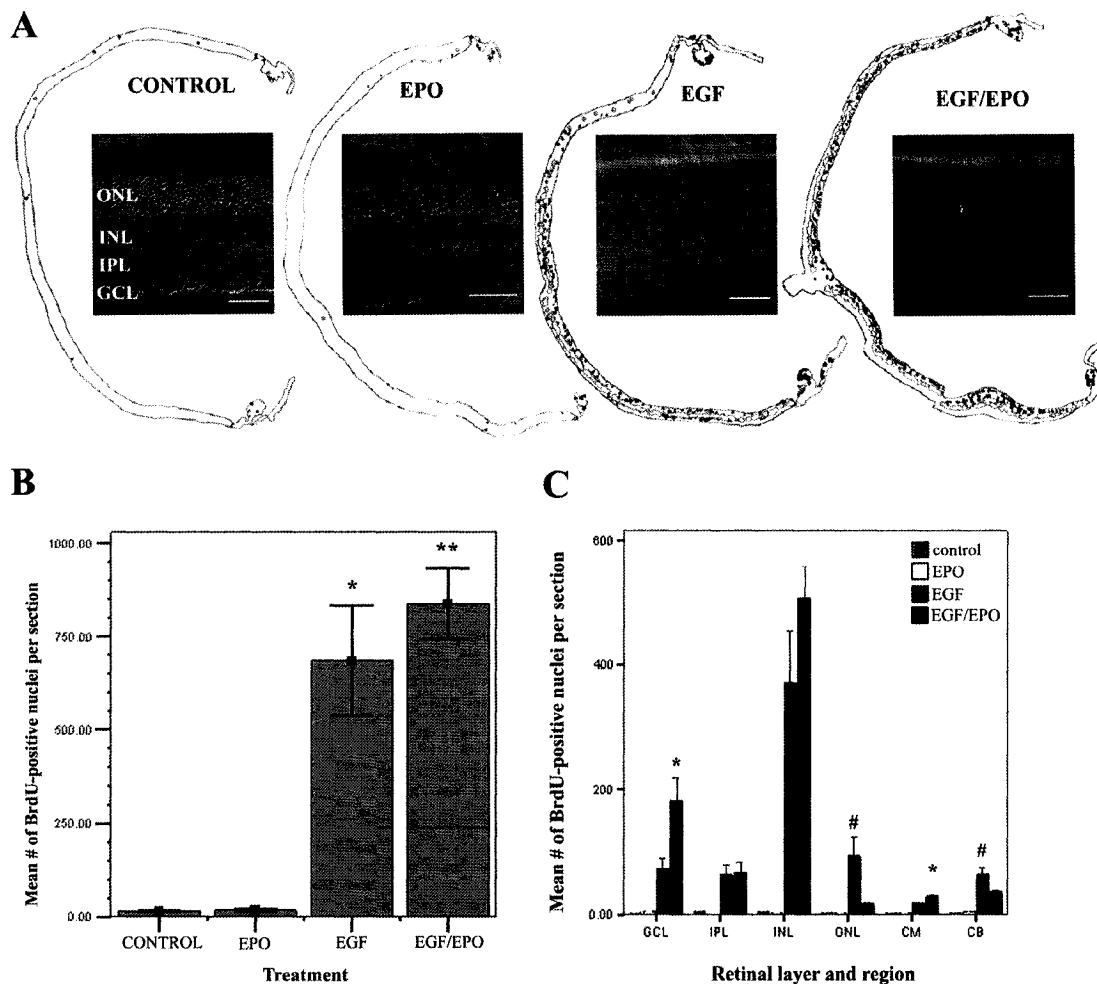 A
CONTROL
EPO
EGF
EGF/EPO
ONL
INL
IPL
GCL
B
Mean # of BrdU-positive nuclei per section
1000.00
750.00
500.00
250.00
0.00
*
**
CONTROL EPO EGF EGF/EPO
Treatment
C
Mean # of BrdU-positive nuclei per section
600
400
200
0.00
control
EPO
EGF
EGF/EPO
*
#
*
#
GCL IPL INL ONL CM CB
Retinal layer and region